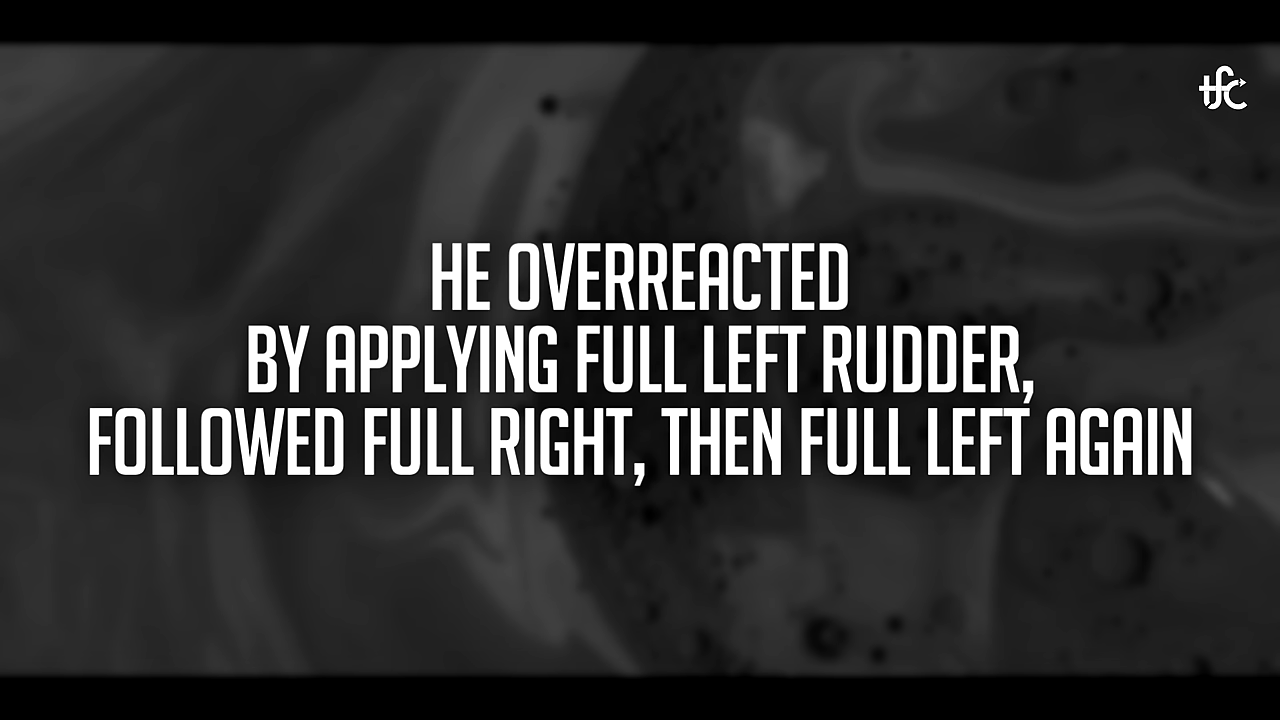 tfc
HE OVERREACTED
BY APPLYING FULL LEFT RUDDER,
FOLLOWED FULL RIGHT, THEN FULL LEFT AGAIN